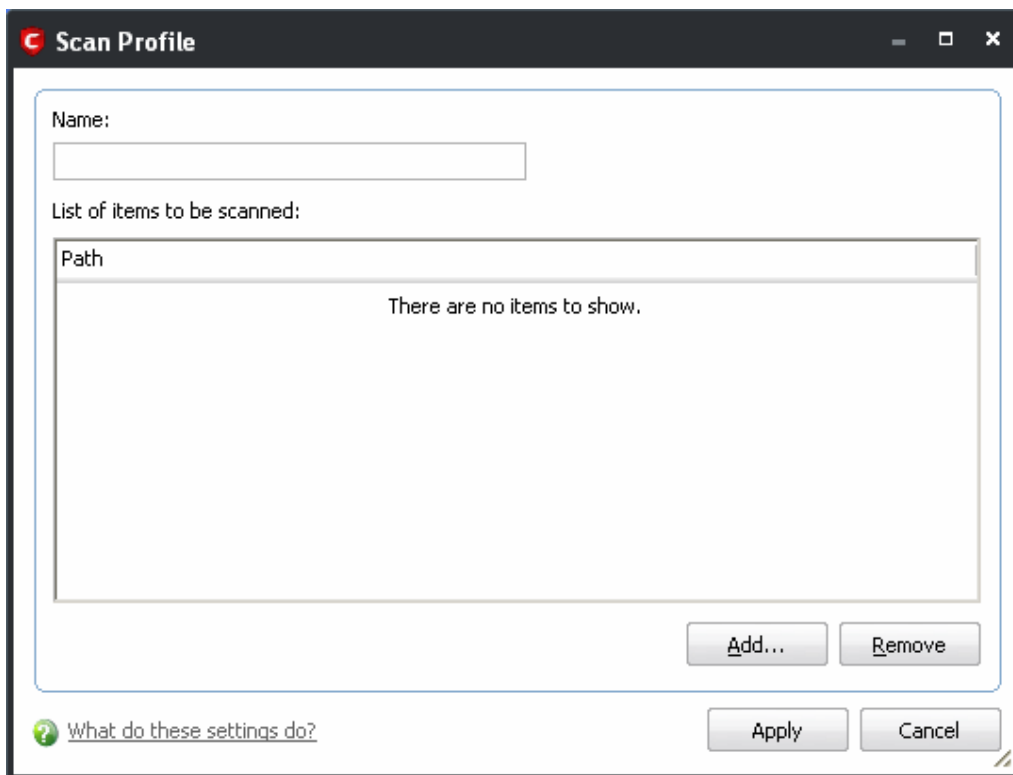 Scan Profile
Name:
List of items to be scanned:
Path
There are no items to show.
Add... Remove
What do these settings do? Apply Cancel